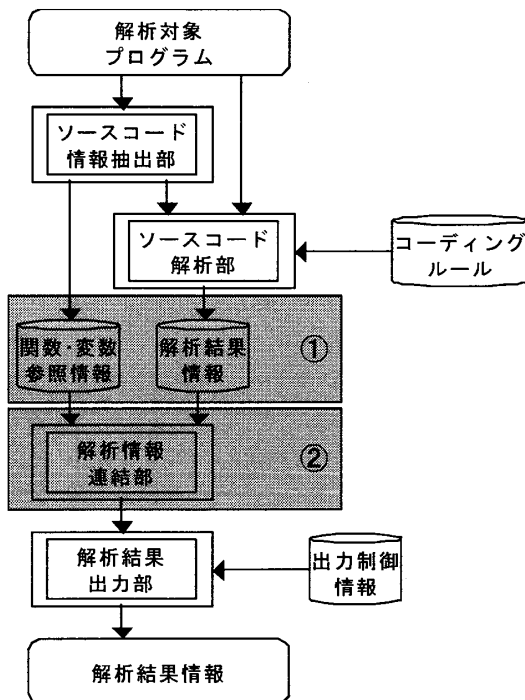 解析対象
プログラム
ソースコード
情報抽出部
ソースコード
解析部
コーディング
ルール
関数・変数
参照情報
解析結果
情報
①
解析情報
連結部
②
解析結果
出力部
出力制御
情報
解析結果情報